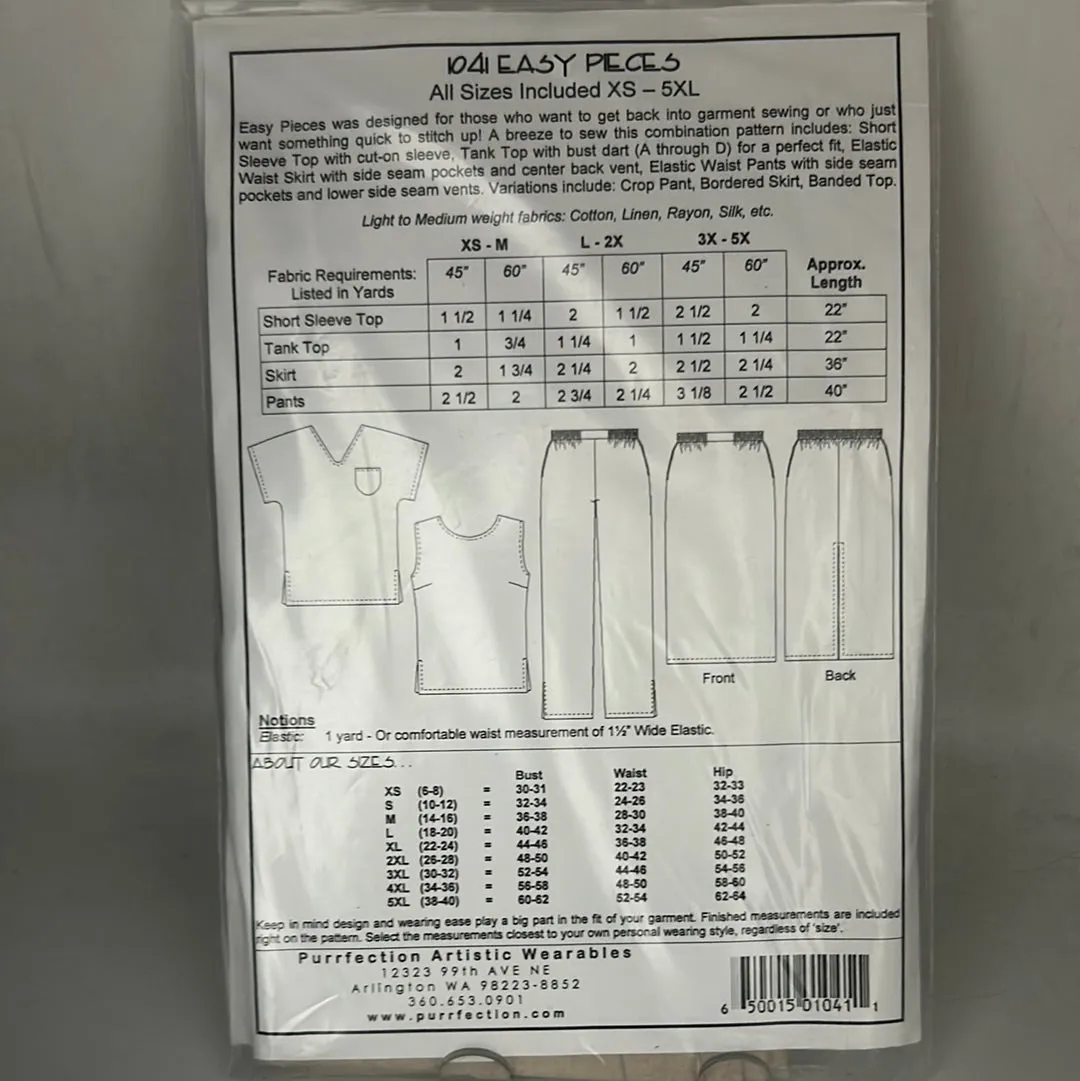 1041 EASY PIECES
All Sizes Included XS – 5XL
Easy Pieces was designed for those who want to get back into garment sewing or who just
want something quick to stitch up! A breeze to sew this combination pattern includes: Short
Sleeve Top with cut-on sleeve, Tank Top with bust dart (A through D) for a perfect fit, Elastic
Waist Skirt with side seam pockets and center back vent, Elastic Waist Pants with side seam
pockets and lower side seam vents. Variations include: Crop Pant, Bordered Skirt, Banded Top.
Light to Medium weight fabrics: Cotton, Linen, Rayon, Silk, etc.
XS - M L - 2X 3X - 5X
Fabric Requirements: 45" 60" 45" 60" 45" 60" Approx.
Listed in Yards Length
Short Sleeve Top 1 1/2 1 1/4 2 1 1/2 2 1/2 2 22"
Tank Top 1 3/4 1 1/4 1 1 1/2 1 1/4 22"
Skirt 2 1 3/4 2 1/4 2 2 1/2 2 1/4 36"
Pants 2 1/2 2 2 3/4 2 1/4 3 1/8 2 1/2 40"
Front Back
Notions
Elastic: 1 yard - Or comfortable waist measurement of 1½" Wide Elastic.
ABOUT OUR SIZES...
Bust Waist Hip
XS (6-8) = 30-31 22-23 32-33
S (10-12) = 32-34 24-26 34-36
M (14-16) = 36-38 28-30 38-40
L (18-20) = 40-42 32-34 42-44
XL (22-24) = 44-46 36-38 46-48
2XL (26-28) = 48-50 40-42 50-52
3XL (30-32) = 52-54 44-46 54-56
4XL (34-36) = 56-58 48-50 58-60
5XL (38-40) = 60-62 52-54 62-64
Keep in mind design and wearing ease play a big part in the fit of your garment. Finished measurements are included
right on the pattern. Select the measurements closest to your own personal wearing style, regardless of 'size'.
Purrfection Artistic Wearables
12323 99th AVE NE
Arlington WA 98223-8852
360.653.0901
www.purrfection.com
6 50015 01041 1